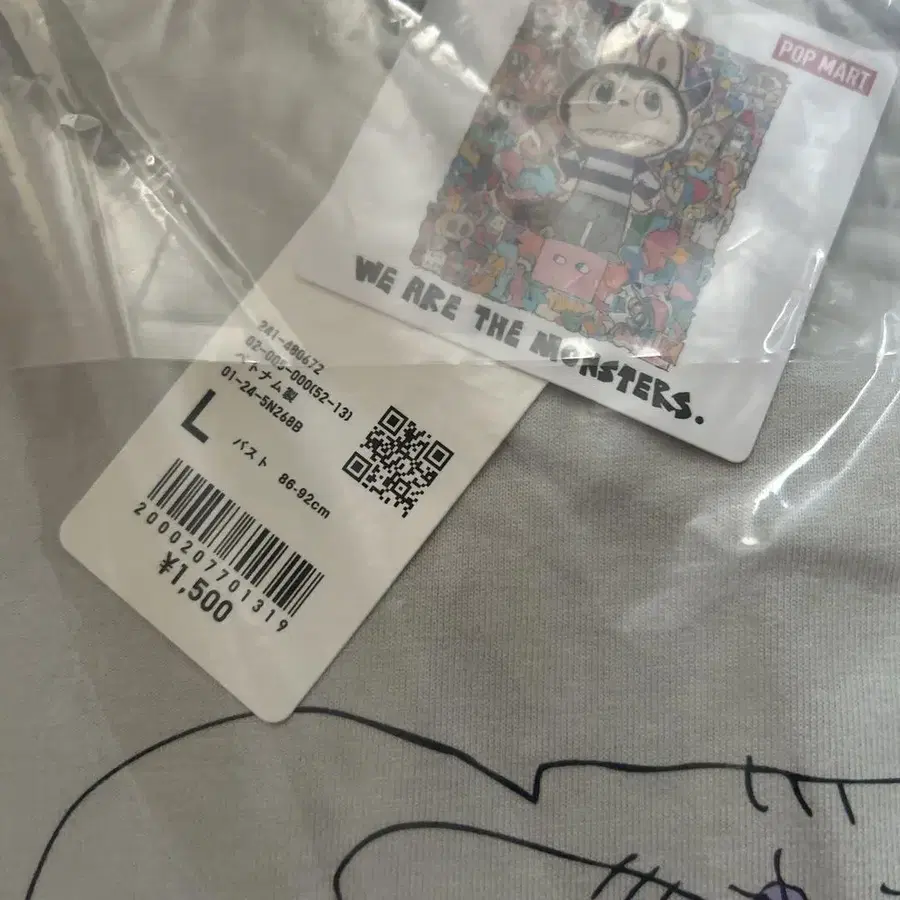 POP MART
WE ARE THE MONSTERS.
241-480672
02-003-000(52-13)
ベトナム製
01-24-5N268B
L
バスト 86-92cm
2000207701319
¥1,500